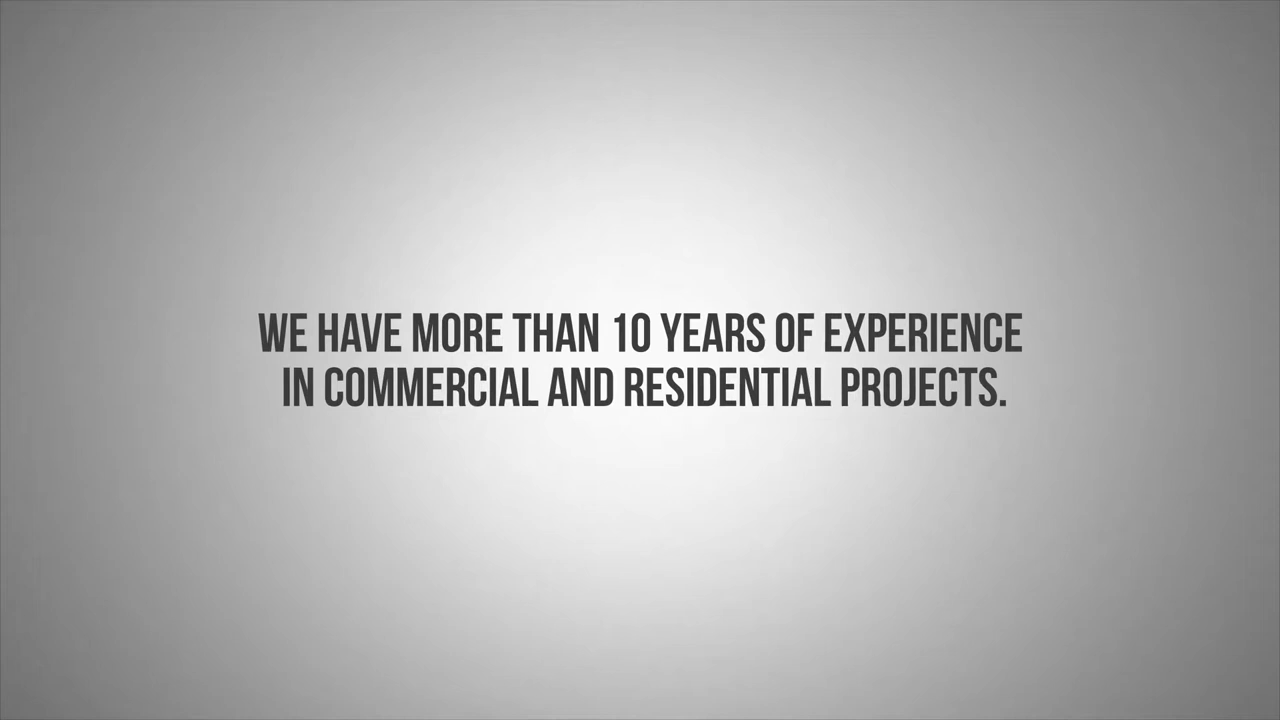 WE HAVE MORE THAN 10 YEARS OF EXPERIENCE
IN COMMERCIAL AND RESIDENTIAL PROJECTS.